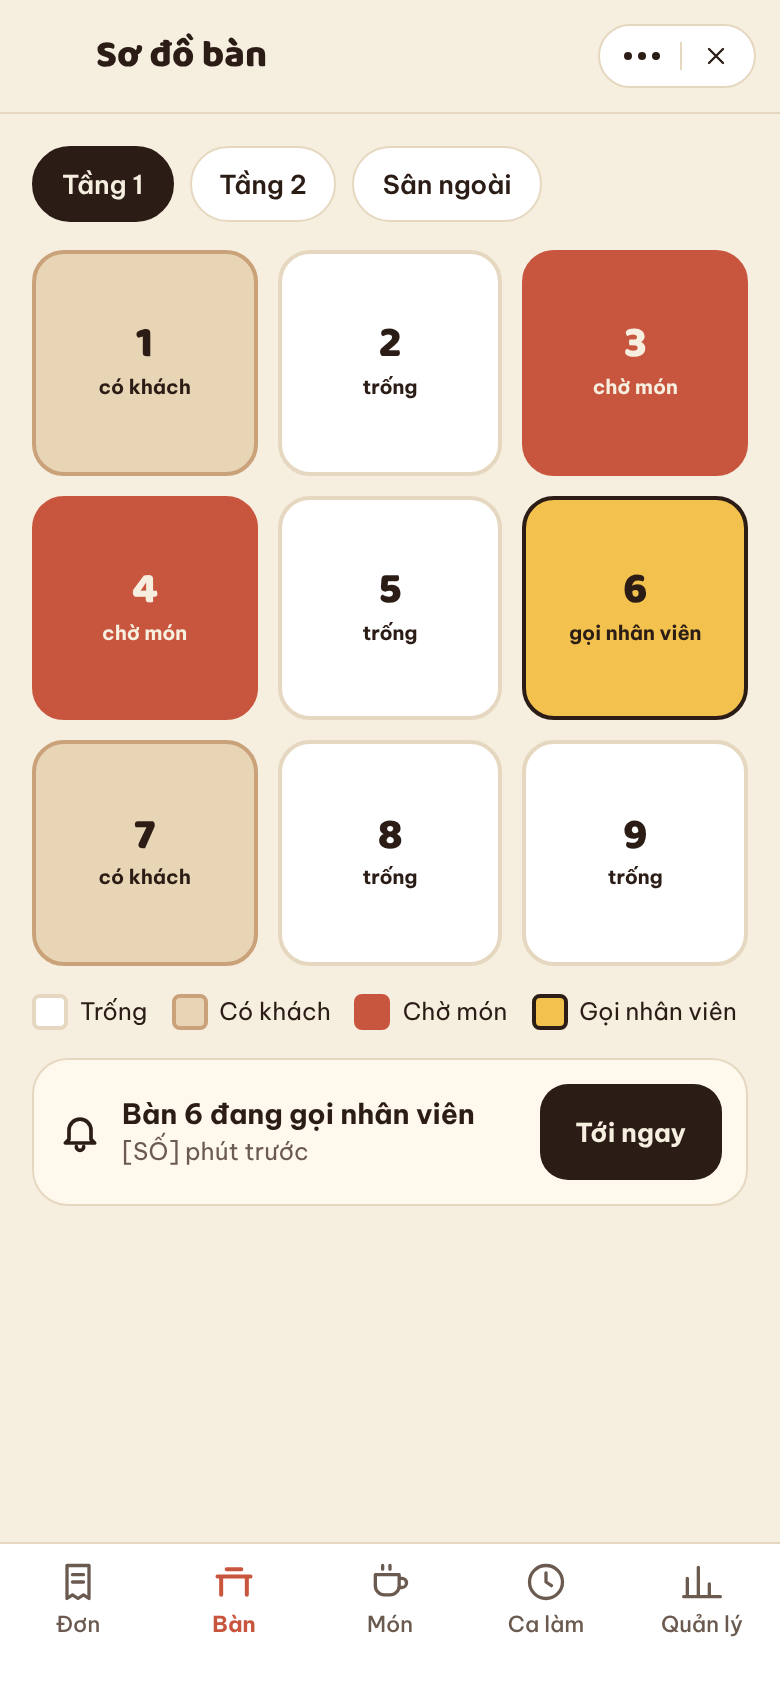 Sơ đồ bàn
Tầng 1
Tầng 2
Sân ngoài
1
có khách
2
trống
3
chờ món
4
chờ món
5
trống
6
gọi nhân viên
7
có khách
8
trống
9
trống
Trống
Có khách
Chờ món
Gọi nhân viên
Bàn 6 đang gọi nhân viên
[SỐ] phút trước
Tới ngay
Đơn
Bàn
Món
Ca làm
Quản lý